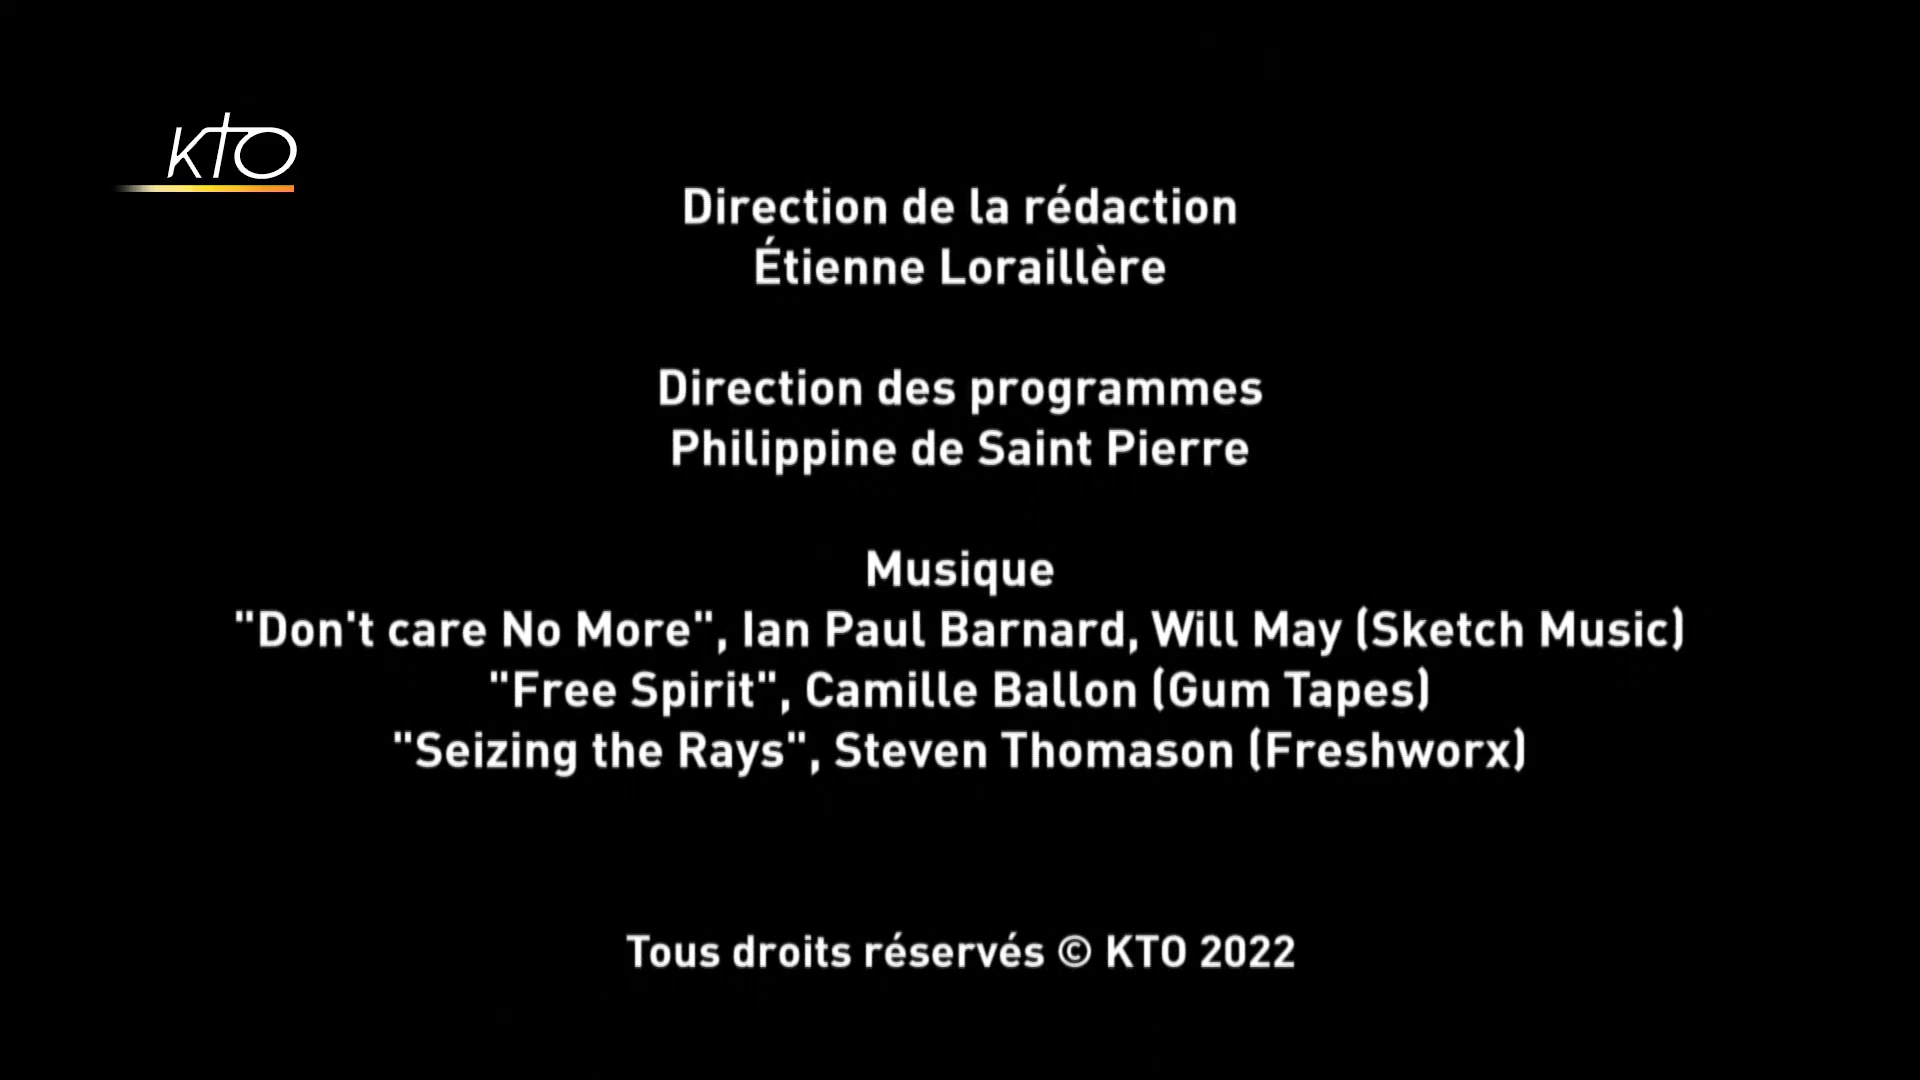 KTO
Direction de la rédaction
Étienne Loraillère
Direction des programmes
Philippine de Saint Pierre
Musique
"Don't care No More", Ian Paul Barnard, Will May (Sketch Music)
"Free Spirit", Camille Ballon (Gum Tapes)
"Seizing the Rays", Steven Thomason (Freshworx)
Tous droits réservés © KTO 2022